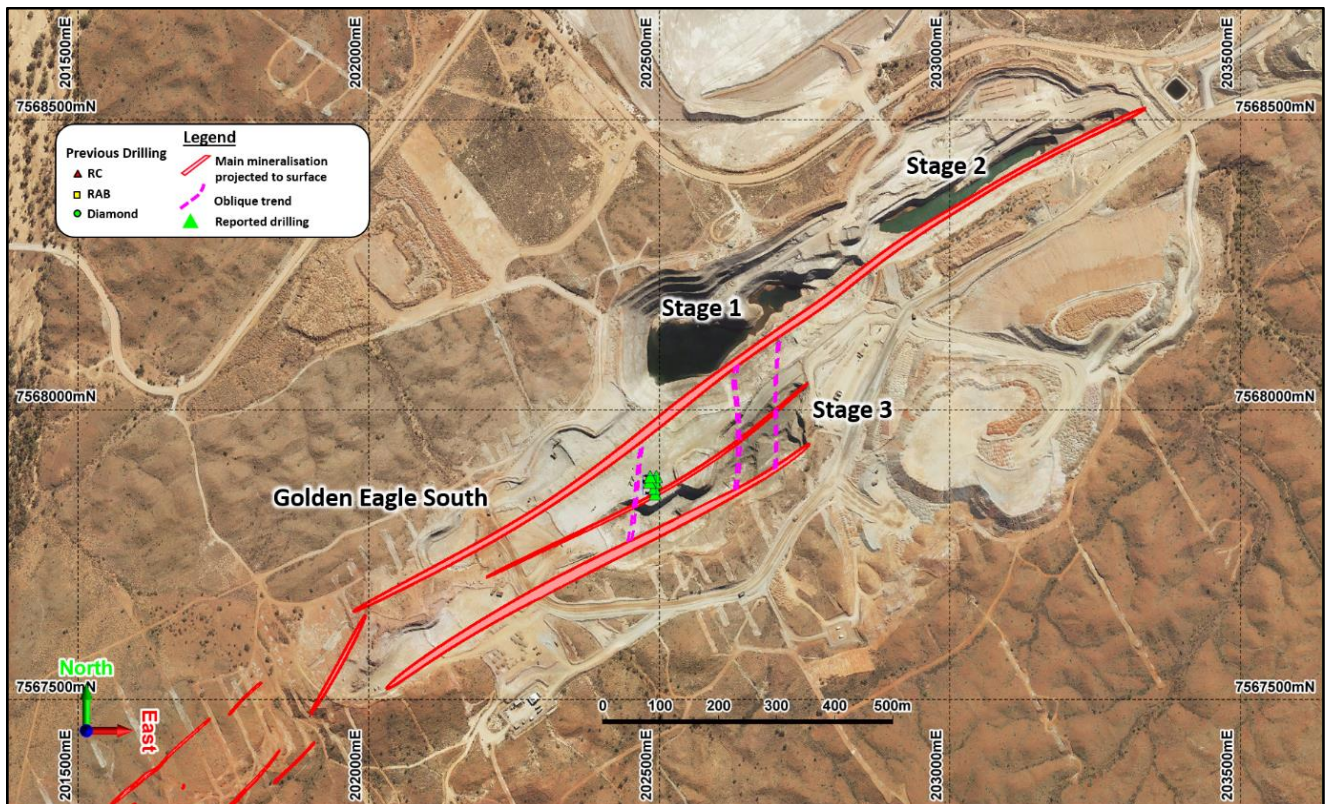 201500mE
202000mE
202500mE
203000mE
203500mE
7568500mN
7568500mN
Legend
Previous Drilling
RC
RAB
Diamond
Main mineralisation
projected to surface
Oblique trend
Reported drilling
Stage 2
Stage 1
7568000mN
7568000mN
Stage 3
Golden Eagle South
North
East
7567500mN
7567500mN
0 100 200 300 400 500m
201500mE
202000mE
202500mE
203000mE
203500mE